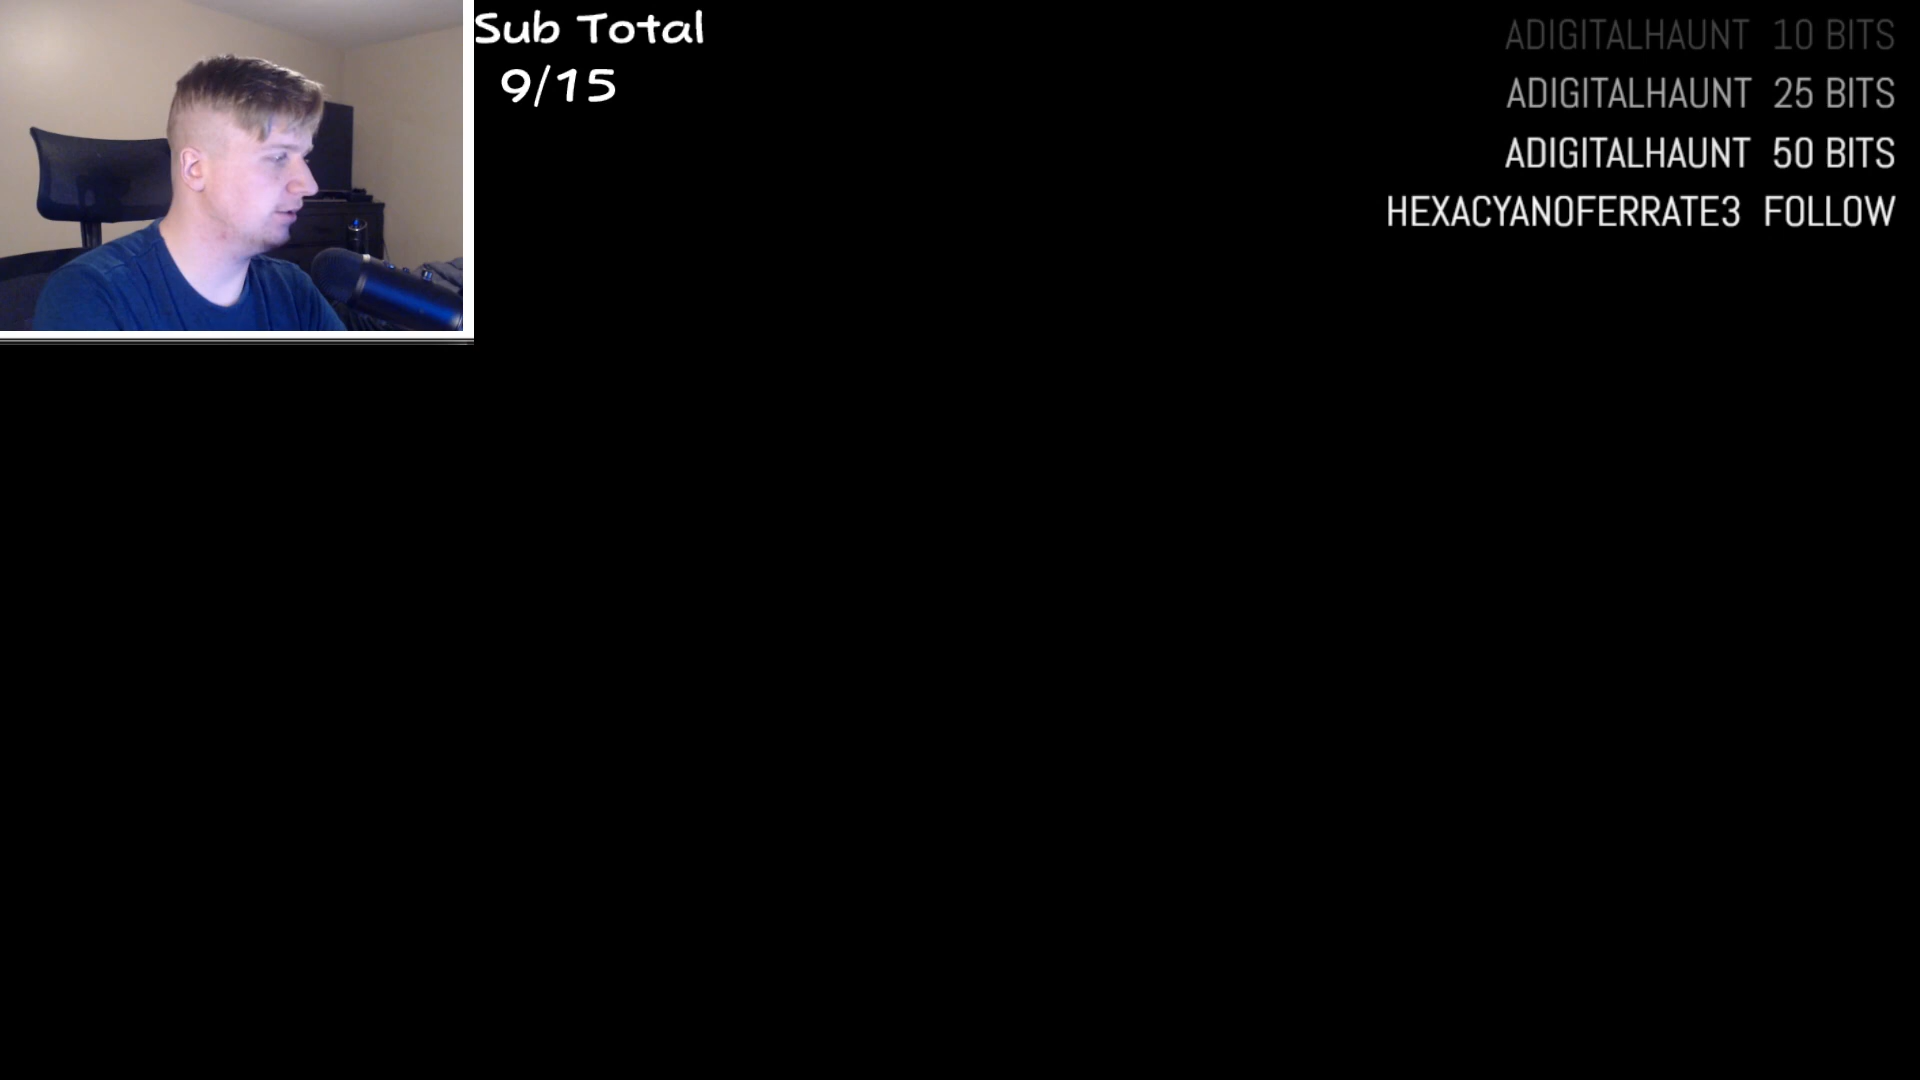 Sub Total
9/15
ADIGITALHAUNT 10 BITS
ADIGITALHAUNT 25 BITS
ADIGITALHAUNT 50 BITS
HEXACYANOFERRATE3 FOLLOW